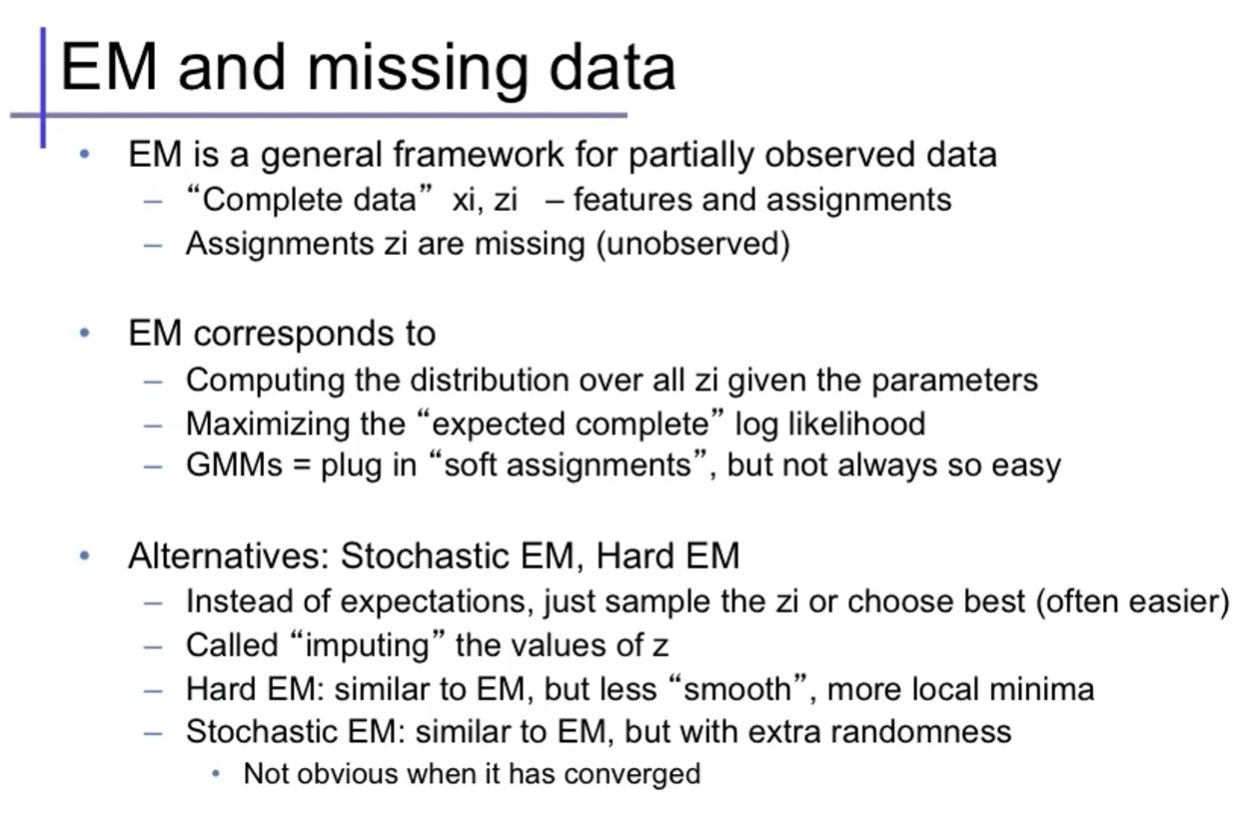 EM and missing data
• EM is a general framework for partially observed data
– “Complete data” xi, zi – features and assignments
– Assignments zi are missing (unobserved)
• EM corresponds to
– Computing the distribution over all zi given the parameters
– Maximizing the “expected complete” log likelihood
– GMMs = plug in “soft assignments”, but not always so easy
• Alternatives: Stochastic EM, Hard EM
– Instead of expectations, just sample the zi or choose best (often easier)
– Called “imputing” the values of z
– Hard EM: similar to EM, but less “smooth”, more local minima
– Stochastic EM: similar to EM, but with extra randomness
• Not obvious when it has converged